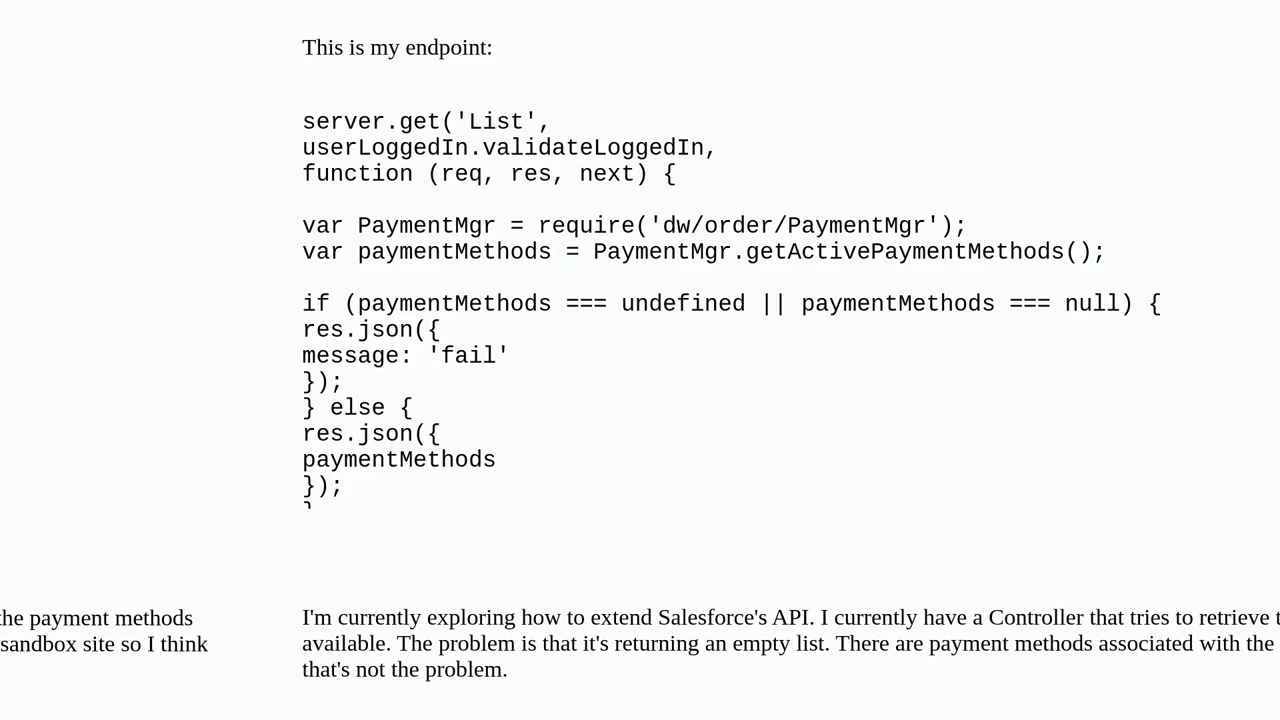 This is my endpoint:
server.get('List',
userLoggedIn.validateLoggedIn,
function (req, res, next) {
var PaymentMgr = require('dw/order/PaymentMgr');
var paymentMethods = PaymentMgr.getActivePaymentMethods();
if (paymentMethods === undefined || paymentMethods === null) {
res.json({
message: 'fail'
});
} else {
res.json({
paymentMethods
});
}
the payment methods
sandbox site so I think
I'm currently exploring how to extend Salesforce's API. I currently have a Controller that tries to retrieve
available. The problem is that it's returning an empty list. There are payment methods associated with the
that's not the problem.